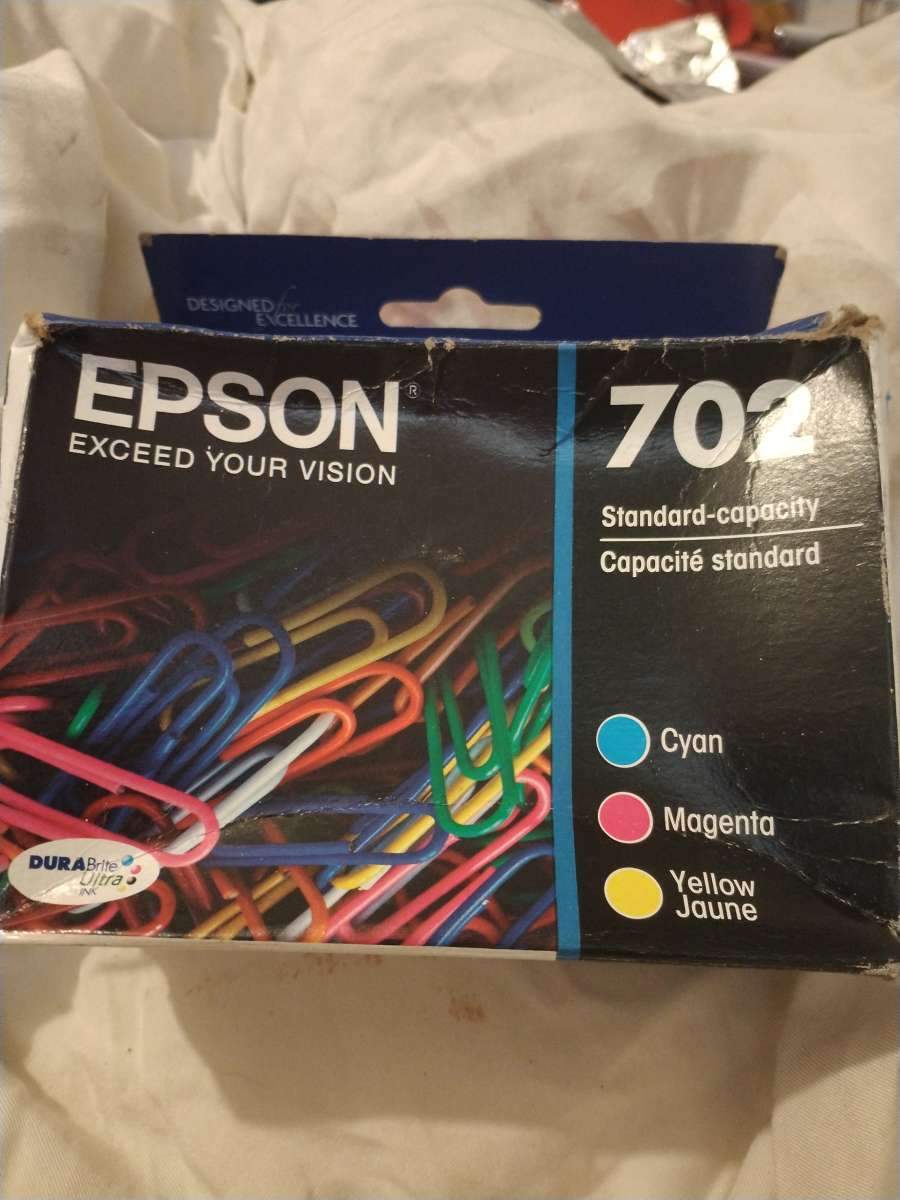 DESIGNED for
EXCELLENCE
EPSON®
EXCEED YOUR VISION
702
Standard-capacity
Capacité standard
Cyan
Magenta
Yellow
Jaune
DURABrite
Ultra
INK